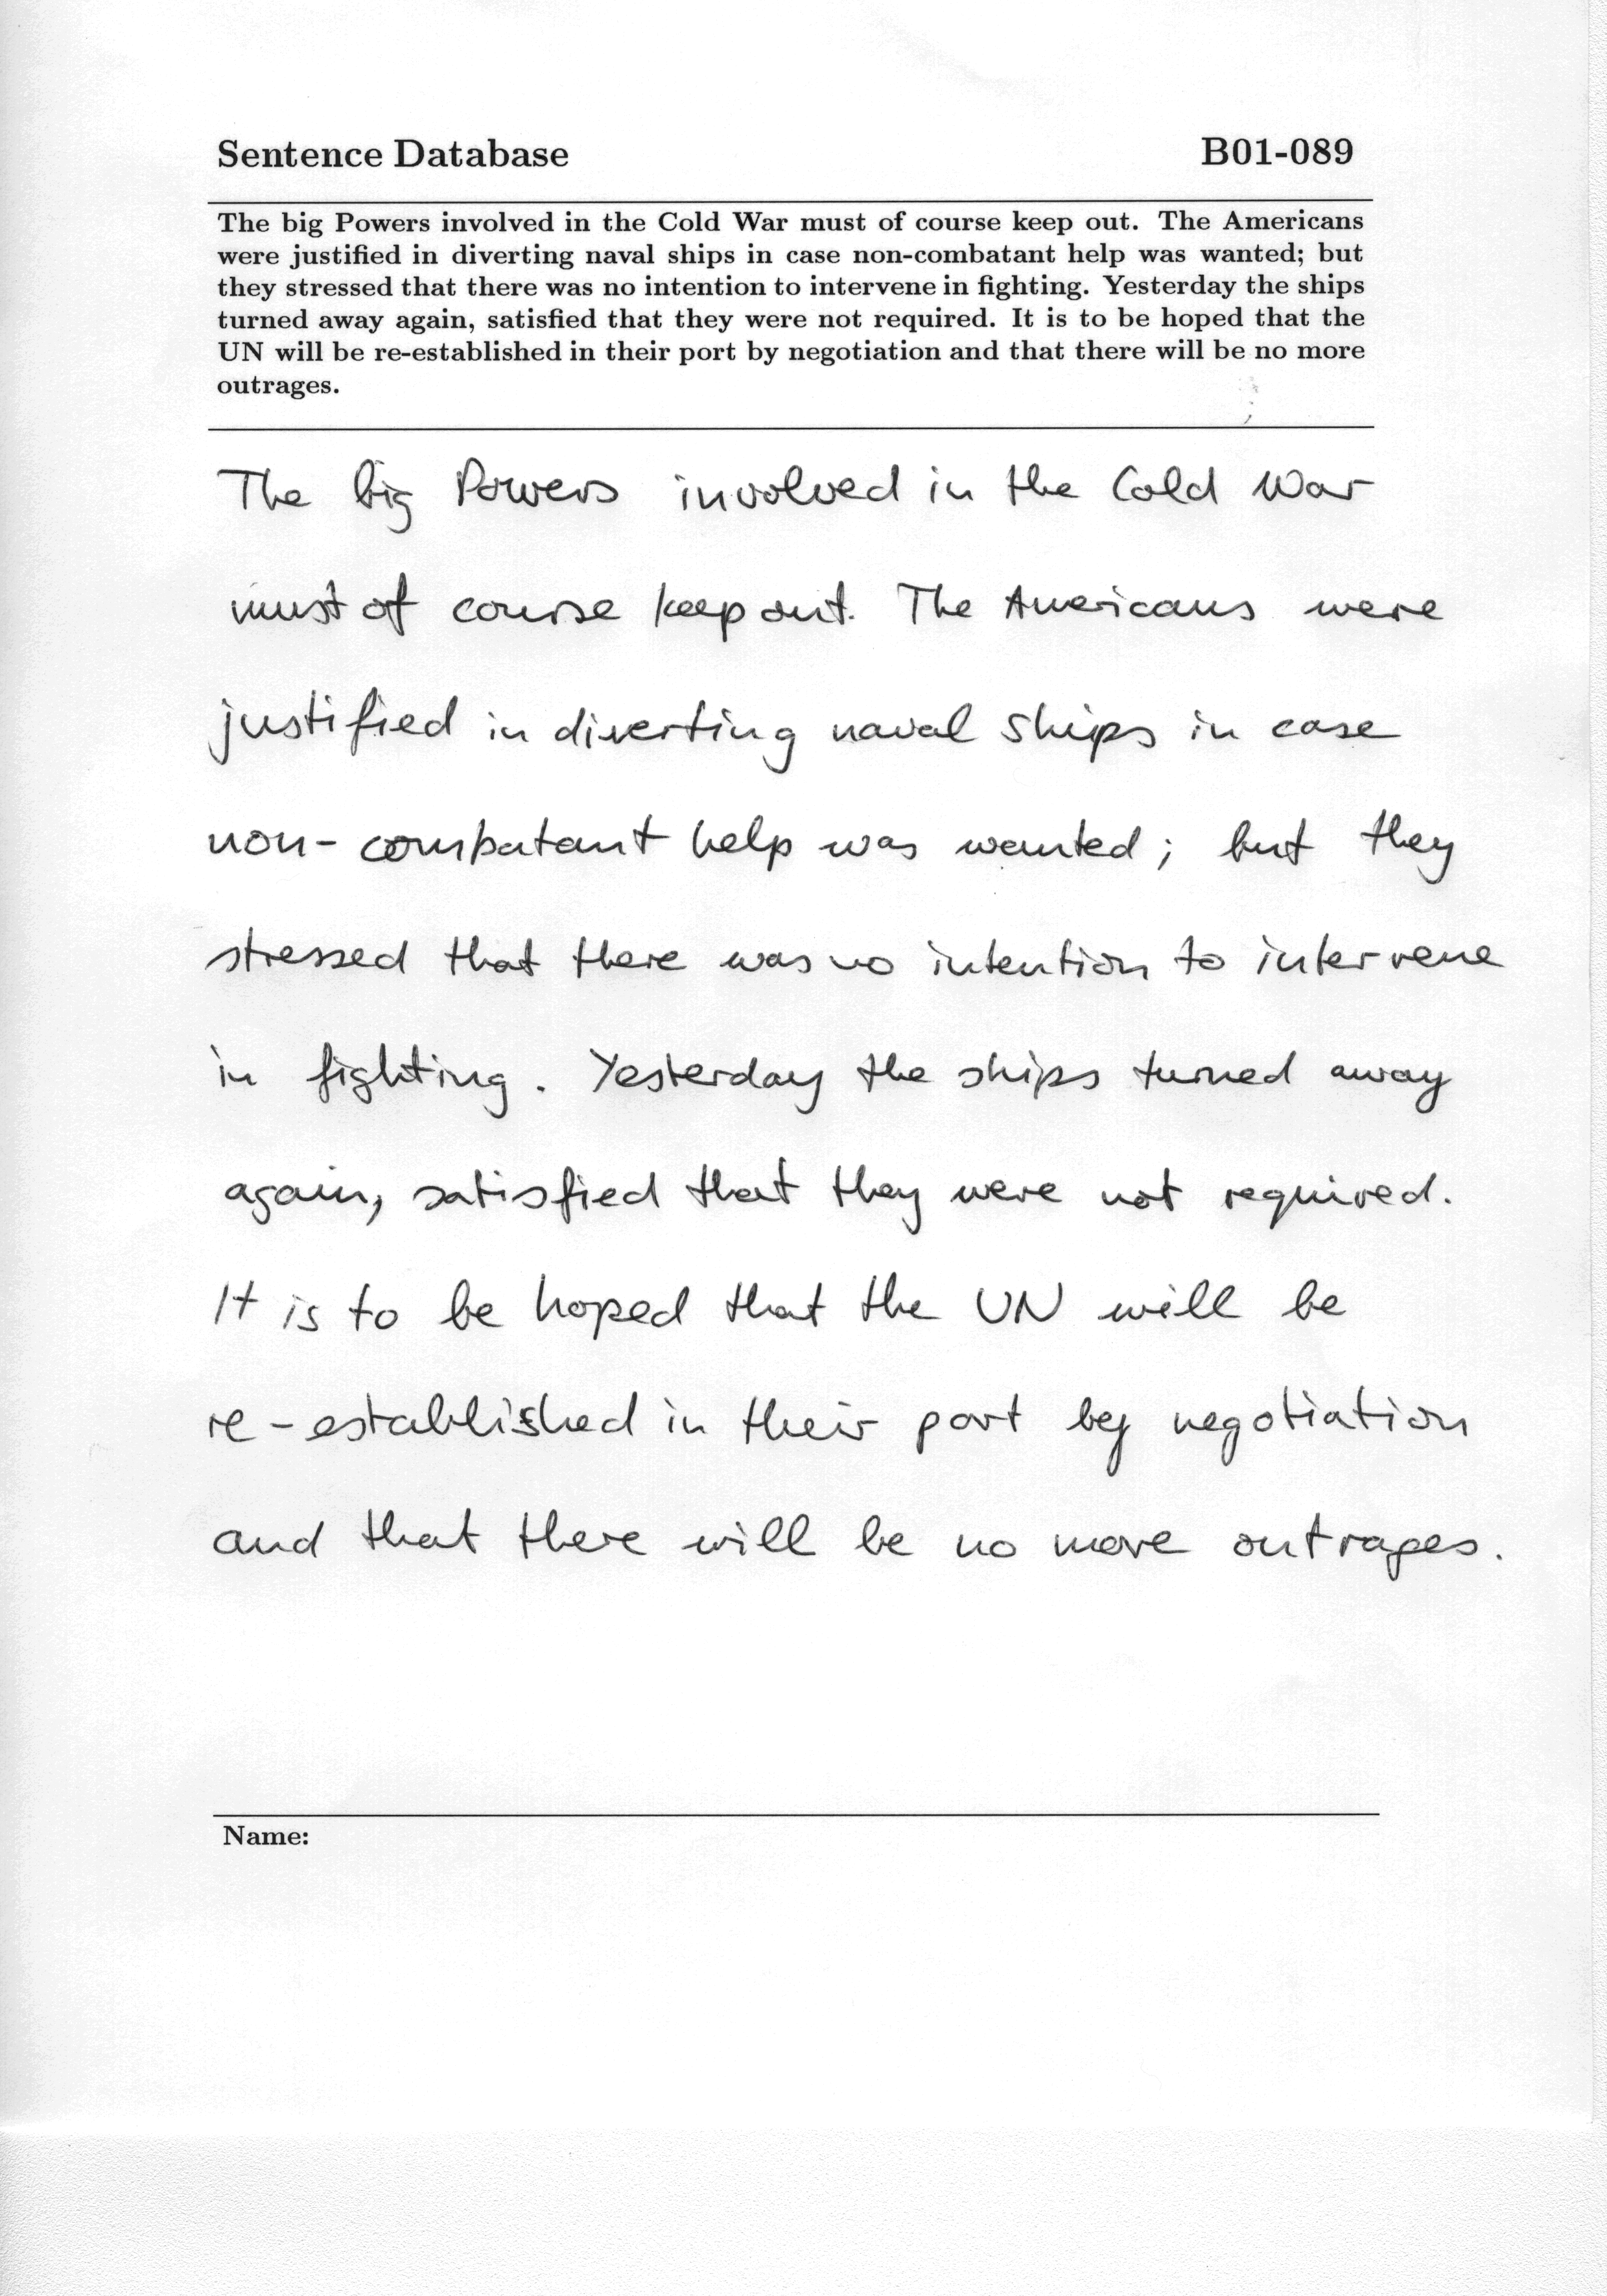 Sentence Database B01-089
The big Powers involved in the Cold War must of course keep out. The Americans
were justified in diverting naval ships in case non-combatant help was wanted; but
they stressed that there was no intention to intervene in fighting. Yesterday the ships
turned away again, satisfied that they were not required. It is to be hoped that the
UN will be re-established in their port by negotiation and that there will be no more
outrages.
The big Powers involved in the Cold War
must of course keep out. The Americans were
justified in diverting naval ships in case
non-combatant help was wanted; but they
stressed that there was no intention to intervene
in fighting. Yesterday the ships turned away
again, satisfied that they were not required.
It is to be hoped that the UN will be
re-established in their port by negotiation
and that there will be no more outrages.
Name: